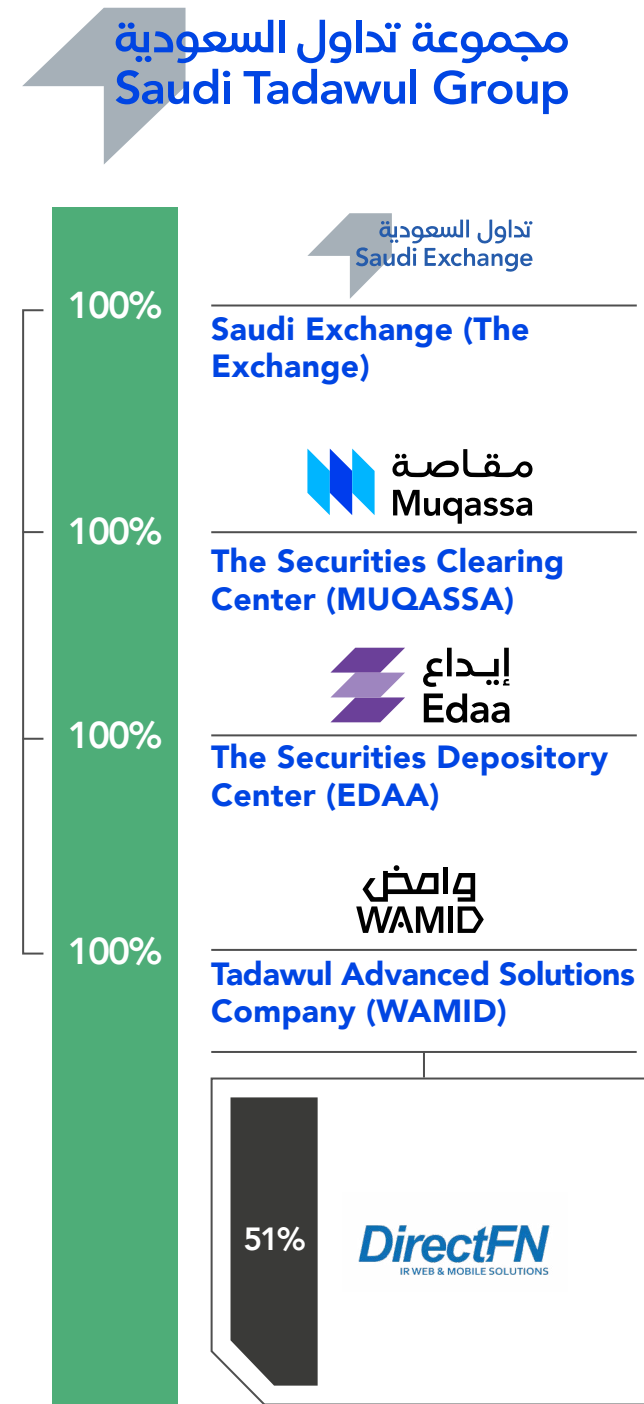 مجموعة تداول السعودية
Saudi Tadawul Group
تداول السعودية
Saudi Exchange
100%
Saudi Exchange (The
Exchange)
مقاصة
Muqassa
100%
The Securities Clearing
Center (MUQASSA)
إيداع
Edaa
100%
The Securities Depository
Center (EDAA)
وامض
WAMID
100%
Tadawul Advanced Solutions
Company (WAMID)
51%
DirectFN
IR WEB & MOBILE SOLUTIONS